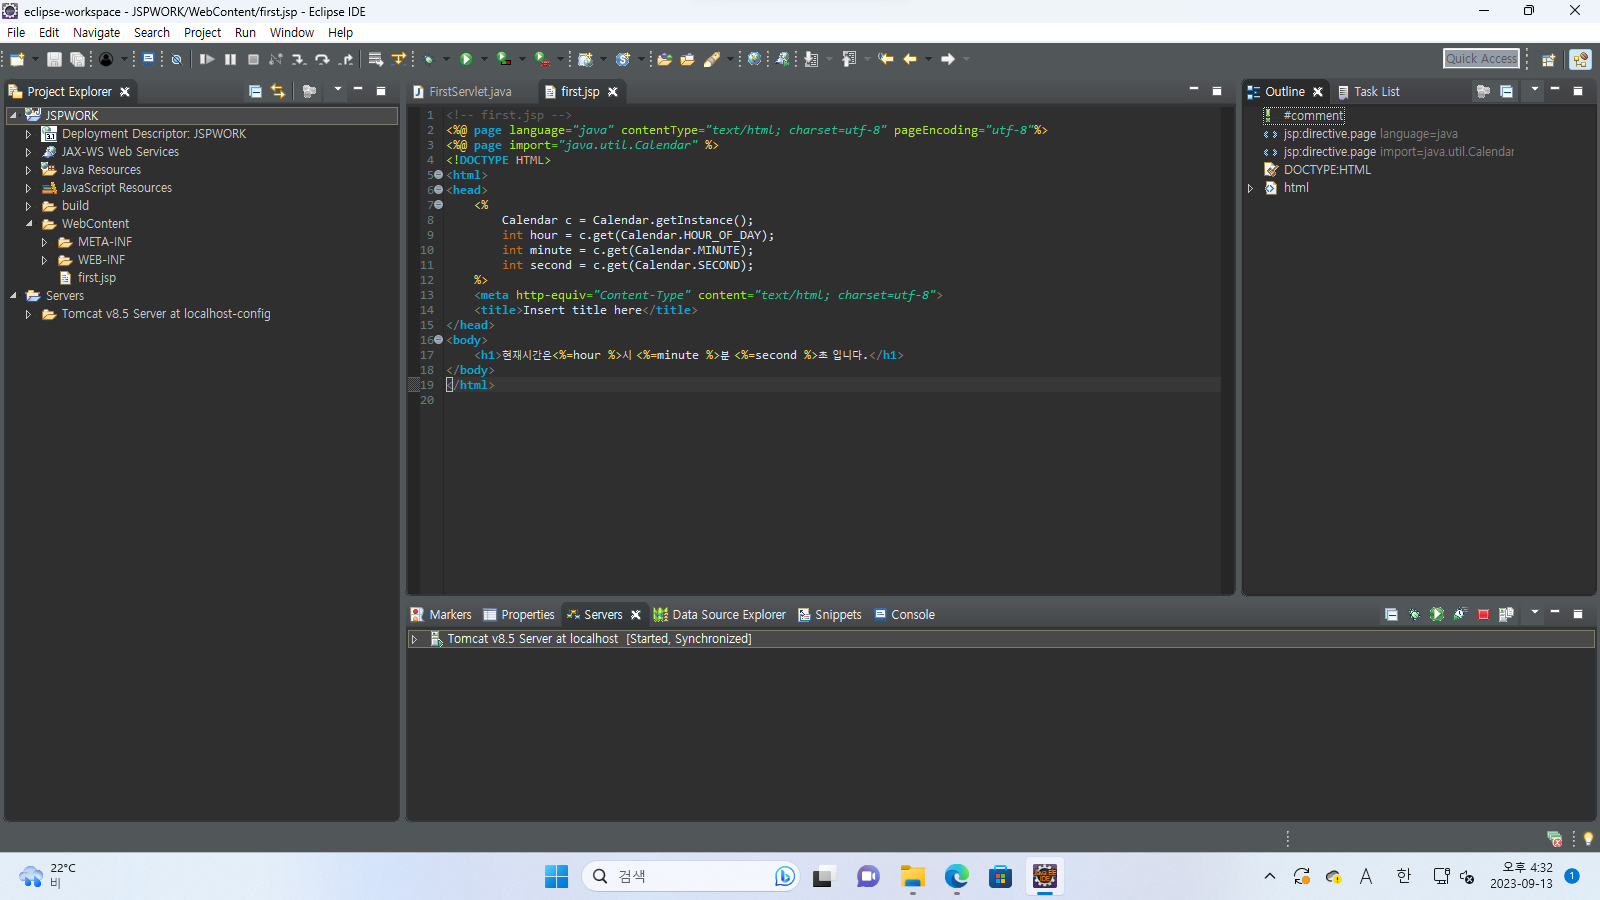 eclipse-workspace - JSPWORK/WebContent/first.jsp - Eclipse IDE
File Edit Navigate Search Project Run Window Help
Quick Access
Project Explorer
JSPWORK
Deployment Descriptor: JSPWORK
JAX-WS Web Services
Java Resources
JavaScript Resources
build
WebContent
META-INF
WEB-INF
first.jsp
Servers
Tomcat v8.5 Server at localhost-config
FirstServlet.java first.jsp
1 <!-- first.jsp -->
2 <%@ page language="java" contentType="text/html; charset=utf-8" pageEncoding="utf-8"%>
3 <%@ page import="java.util.Calendar" %>
4 <!DOCTYPE HTML>
5 <html>
6 <head>
7 <%
8 Calendar c = Calendar.getInstance();
9 int hour = c.get(Calendar.HOUR_OF_DAY);
10 int minute = c.get(Calendar.MINUTE);
11 int second = c.get(Calendar.SECOND);
12 %>
13 <meta http-equiv="Content-Type" content="text/html; charset=utf-8">
14 <title>Insert title here</title>
15 </head>
16 <body>
17 <h1>현재시간은<%=hour %>시 <%=minute %>분 <%=second %>초 입니다.</h1>
18 </body>
19 </html>
20
Outline Task List
#comment
jsp:directive.page language=java
jsp:directive.page import=java.util.Calendar
DOCTYPE:HTML
html
Markers Properties Servers Data Source Explorer Snippets Console
Tomcat v8.5 Server at localhost [Started, Synchronized]
22°C
비
검색
A 한
오후 4:32
2023-09-13
1